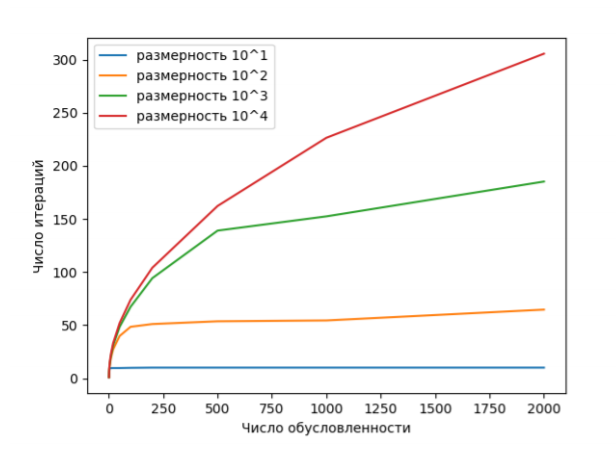 размерность 10^1
размерность 10^2
размерность 10^3
размерность 10^4
300
250
200
150
100
50
0
Число итераций
0 250 500 750 1000 1250 1500 1750 2000
Число обусловленности